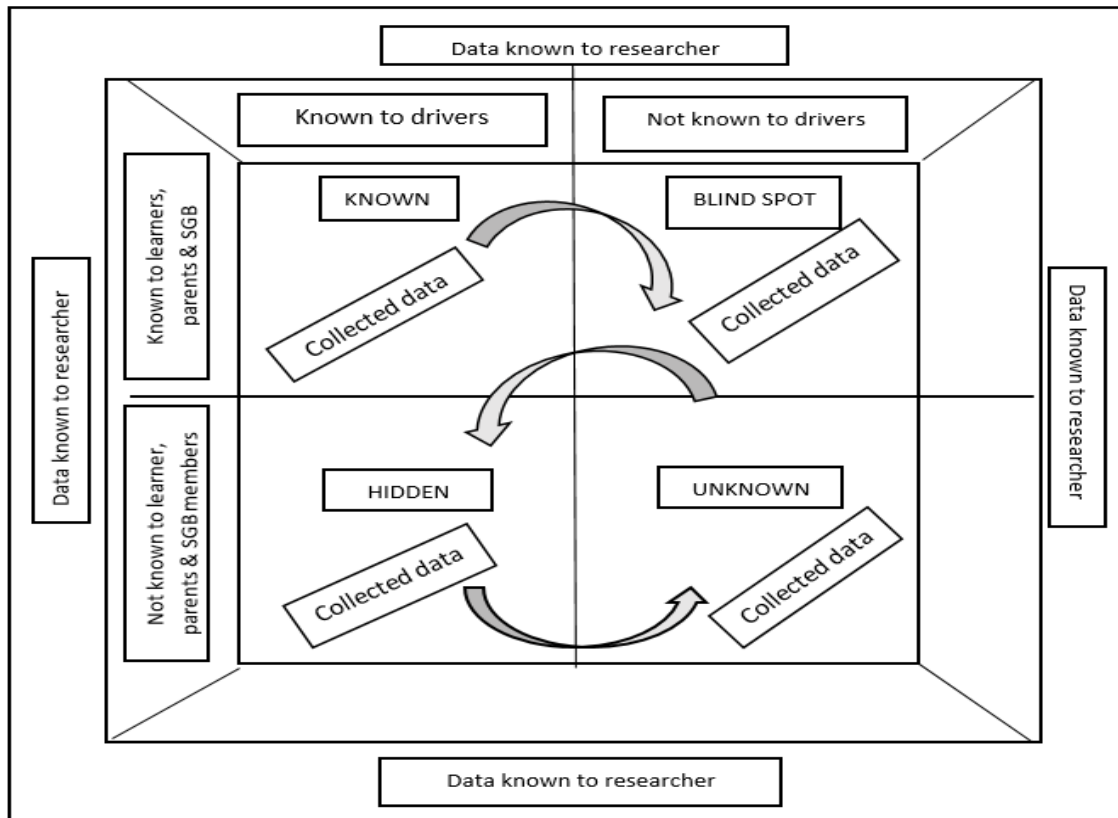 Data known to researcher
Known to drivers
Not known to drivers
Known to learners,
parents & SGB
KNOWN
BLIND SPOT
Collected data
Collected data
Data known to researcher
Data known to researcher
Not known to learner,
parents & SGB members
HIDDEN
UNKNOWN
Collected data
Collected data
Data known to researcher